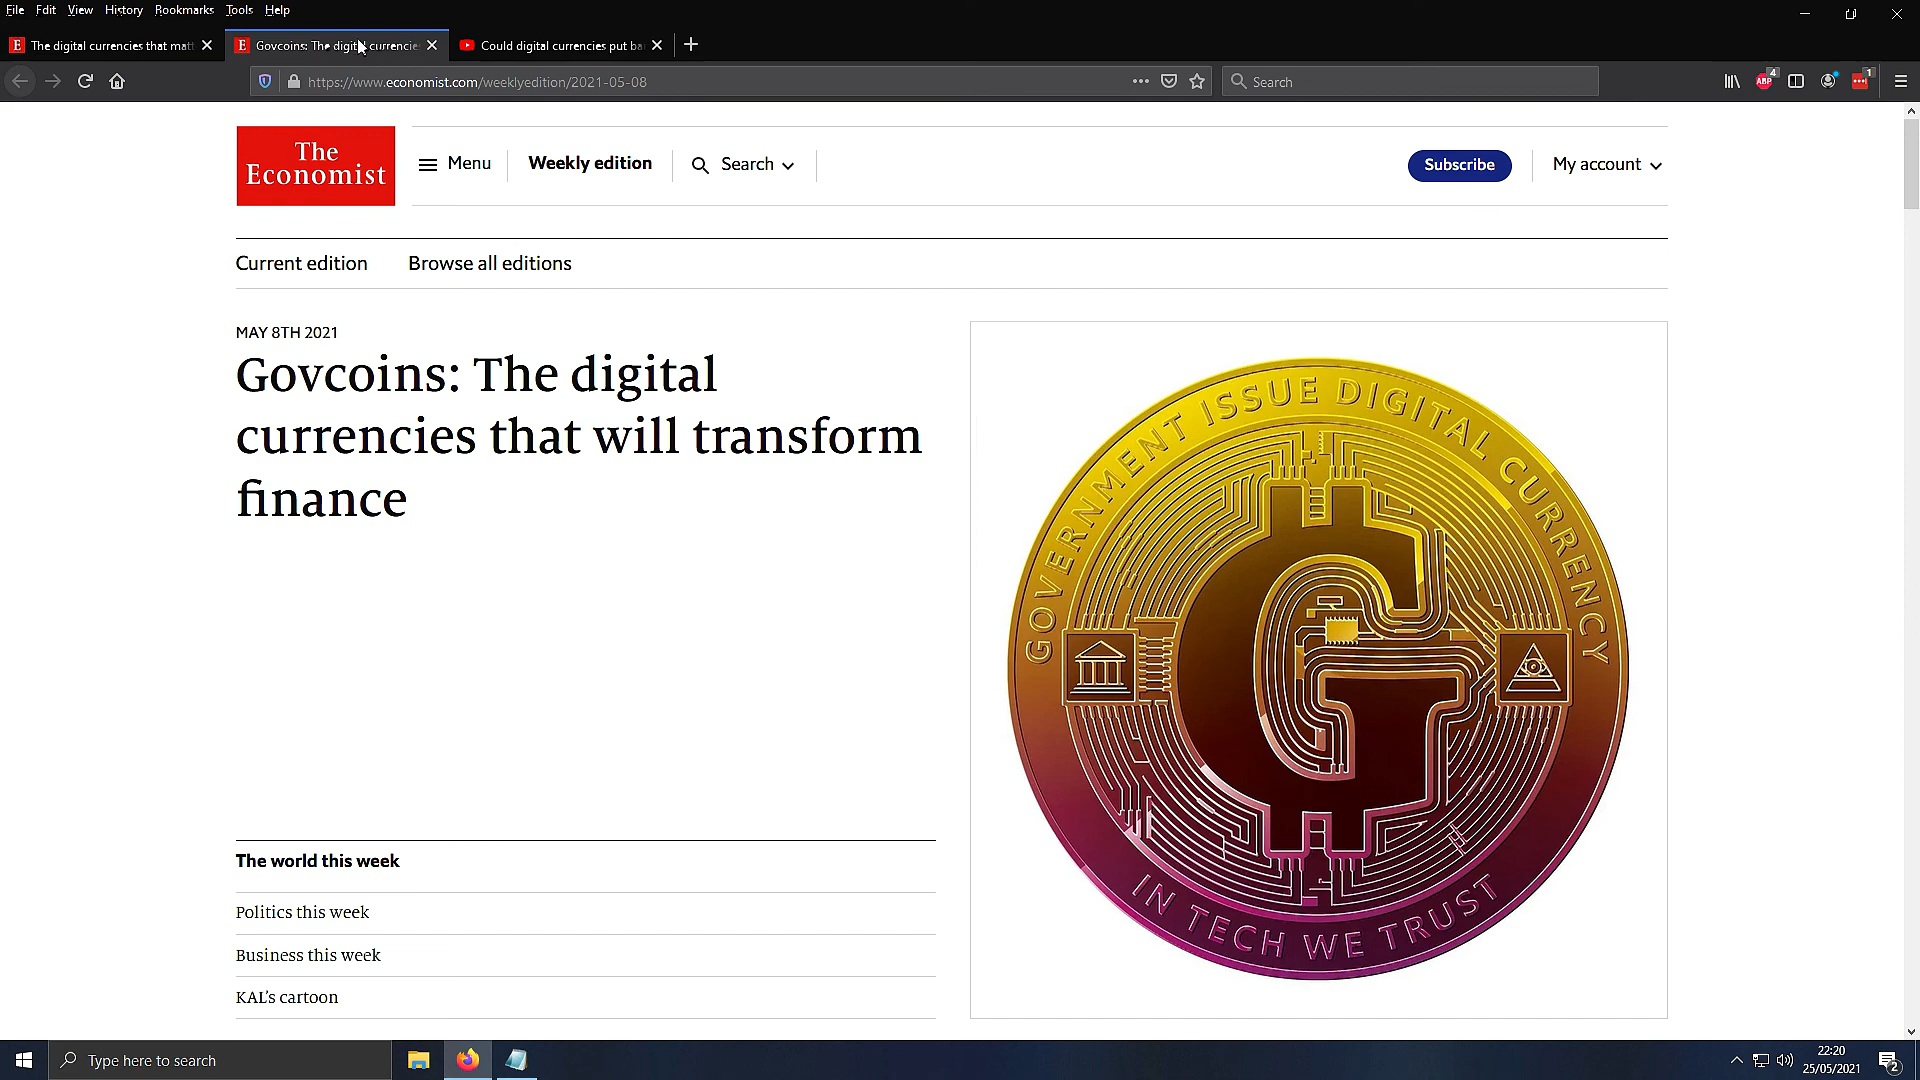 File Edit View History Bookmarks Tools Help
The digital currencies that matt
Govcoins: The digital currencie
Could digital currencies put ba
https://www.economist.com/weeklyedition/2021-05-08
Search
ABP 4
1
The
Economist
Menu
Weekly edition
Search
Subscribe
My account
Current edition
Browse all editions
MAY 8TH 2021
Govcoins: The digital
currencies that will transform
finance
GOVERNMENT ISSUE DIGITAL CURRENCY
G
IN TECH WE TRUST
The world this week
Politics this week
Business this week
KAL's cartoon
Type here to search
22:20
25/05/2021
2